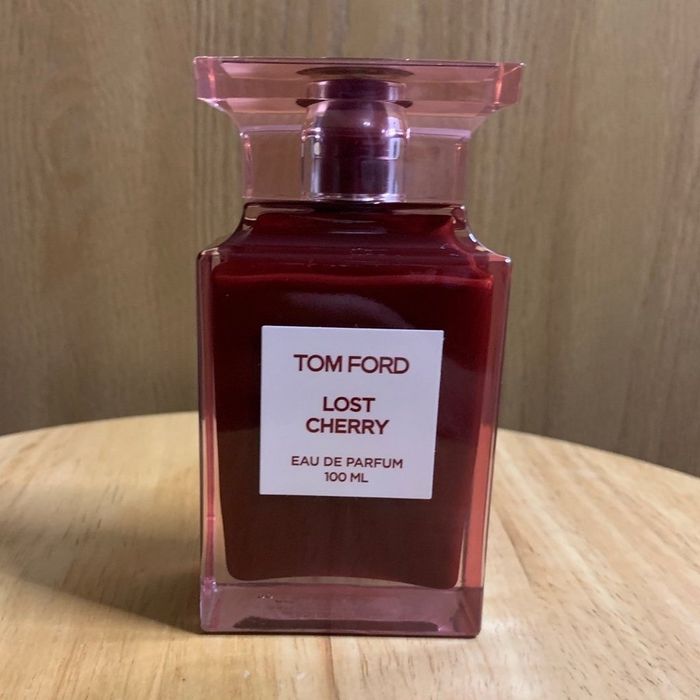 TOM FORD
LOST
CHERRY
EAU DE PARFUM
100 ML